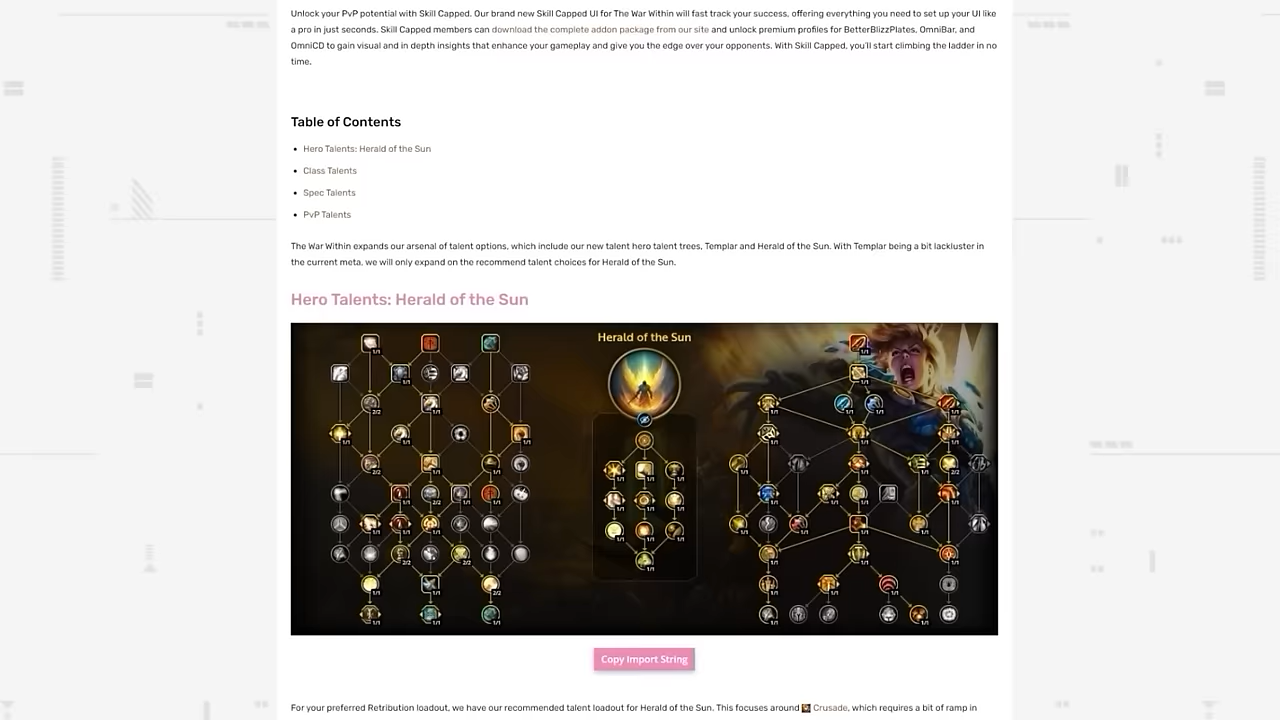 Unlock your PvP potential with Skill Capped. Our brand new Skill Capped UI for The War Within will fast track your success, offering everything you need to set up your UI like
a pro in just seconds. Skill Capped members can download the complete addon package from our site and unlock premium profiles for BetterBlizzPlates, OmniBar, and
OmniCD to gain visual and in depth insights that enhance your gameplay and give you the edge over your opponents. With Skill Capped, you'll start climbing the ladder in no
time.
Table of Contents
Hero Talents: Herald of the Sun
Class Talents
Spec Talents
PvP Talents
The War Within expands our arsenal of talent options, which include our new talent hero talent trees, Templar and Herald of the Sun. With Templar being a bit lackluster in
the current meta, we will only expand on the recommend talent choices for Herald of the Sun.
Hero Talents: Herald of the Sun
Herald of the Sun
Copy Import String
For your preferred Retribution loadout, we have our recommended talent loadout for Herald of the Sun. This focuses around Crusade, which requires a bit of ramp in